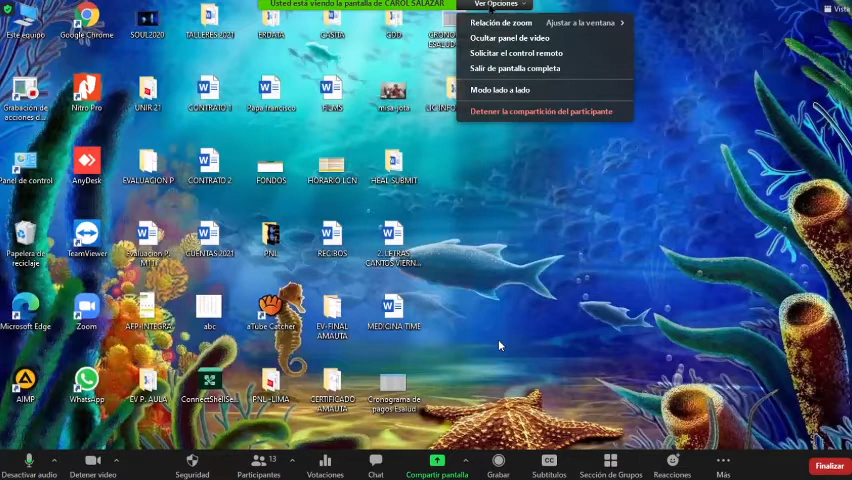 Usted está viendo la pantalla de CAROL SALAZAR
Ver Opciones
Vista
Relación de zoom Ajustar a la ventana
Ocultar panel de video
Solicitar el control remoto
Salir de pantalla completa
Modo lado a lado
Detener la compartición del participante
Este equipo
Google Chrome
SOUL2020
TALLERES 2021
ERDATA
CASITA
CDD
Grabación de
acciones d...
Nitro Pro
UNIR 21
CONTRATO 1
Papa francisco
FILMS
misa-jota
Panel de control
AnyDesk
EVALUACION P
CONTRATO 2
FONDOS
HORARIO LCN
HEAL SUBMIT
Papelera de
reciclaje
TeamViewer
Evaluacion P.
CUENTAS 2021
PNL
RECIBOS
2. LETRAS
CANTOS VIERN...
Microsoft Edge
Zoom
AFP-INTEGRA
abc
aTube Catcher
EV-FINAL
AMAUTA
MEDICINA TIME
AIMP
WhatsApp
EV P. AULA
ConnectShellSe...
PNL -LIMA
CERTIFICADO
AMAUTA
Cronograma de
pagos Esalud
Desactivar audio
Detener video
Seguridad
Participantes
13
Votaciones
Chat
Compartir pantalla
Grabar
CC
Subtítulos
Sección de Grupos
Reacciones
Más
Finalizar